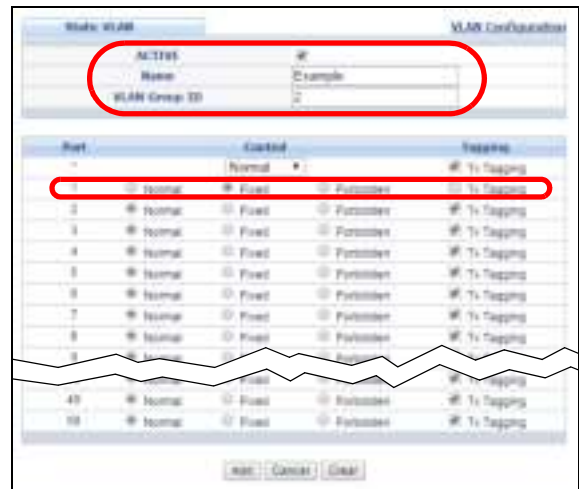 Static VLAN VLAN Configuration
ACTIVE
Name Example
VLAN Group ID 2
Port Control Tagging
* Normal Tx Tagging
1 Normal Fixed Forbidden Tx Tagging
2 Normal Fixed Forbidden Tx Tagging
3 Normal Fixed Forbidden Tx Tagging
4 Normal Fixed Forbidden Tx Tagging
5 Normal Fixed Forbidden Tx Tagging
6 Normal Fixed Forbidden Tx Tagging
7 Normal Fixed Forbidden Tx Tagging
8 Normal Fixed Forbidden Tx Tagging
9 Normal
Normal Fixed Forbidden Tx Tagging
49 Normal Fixed Forbidden Tx Tagging
50 Normal Fixed Forbidden Tx Tagging
Add Cancel Clear